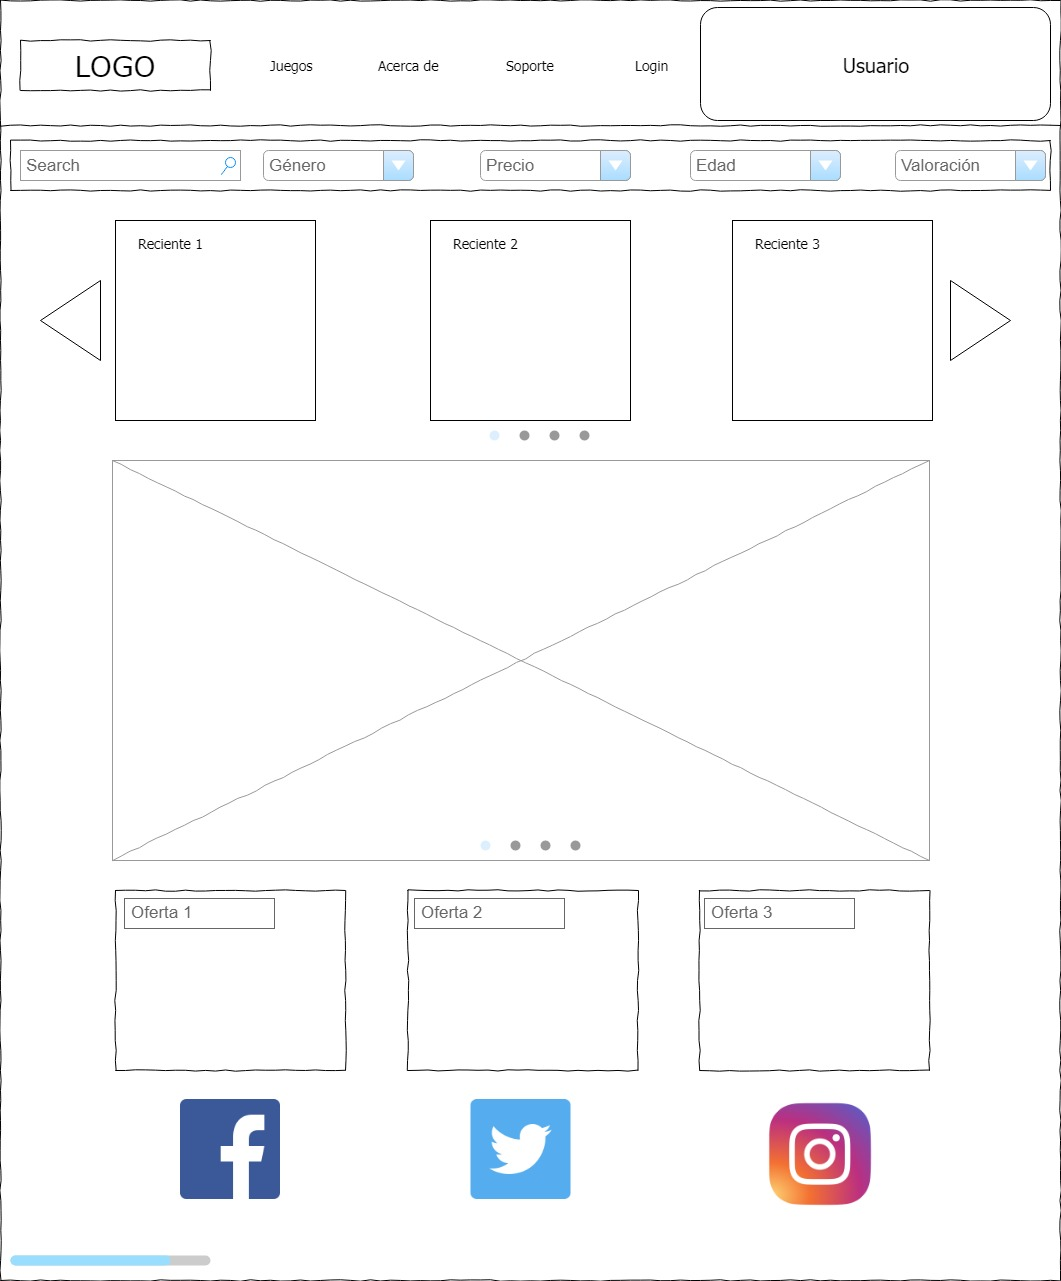 LOGO
Juegos
Acerca de
Soporte
Login
Usuario
Search
Género
Precio
Edad
Valoración
Reciente 1
Reciente 2
Reciente 3
Oferta 1
Oferta 2
Oferta 3